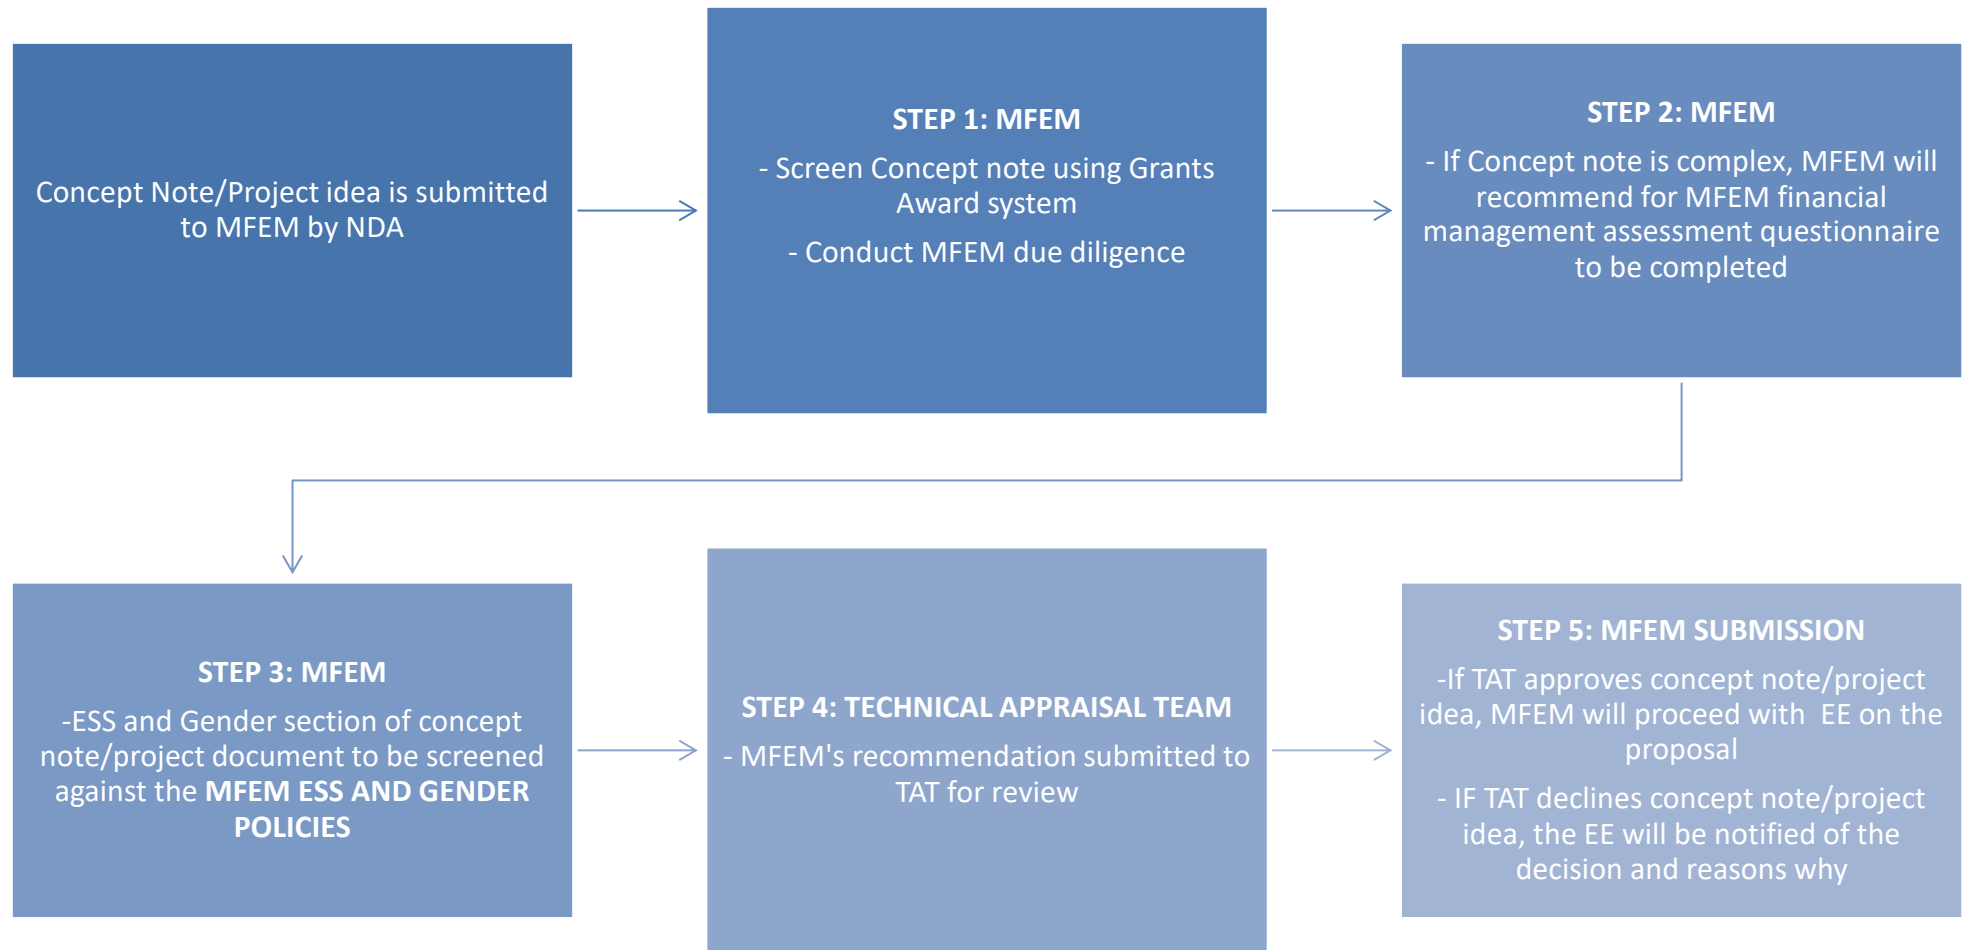 Concept Note/Project idea is submitted
to MFEM by NDA
STEP 1: MFEM
- Screen Concept note using Grants
Award system
- Conduct MFEM due diligence
STEP 2: MFEM
- If Concept note is complex, MFEM will
recommend for MFEM financial
management assessment questionnaire
to be completed
STEP 3: MFEM
-ESS and Gender section of concept
note/project document to be screened
against the MFEM ESS AND GENDER
POLICIES
STEP 4: TECHNICAL APPRAISAL TEAM
- MFEM's recommendation submitted to
TAT for review
STEP 5: MFEM SUBMISSION
-If TAT approves concept note/project
idea, MFEM will proceed with  EE on the
proposal
- IF TAT declines concept note/project
idea, the EE will be notified of the
decision and reasons why